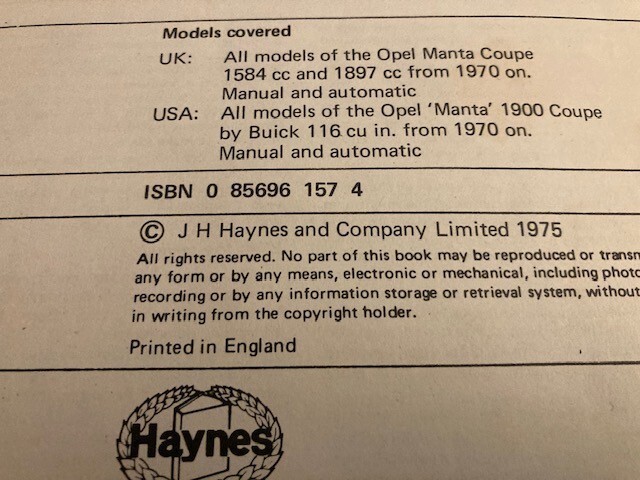 Models covered
UK: All models of the Opel Manta Coupe
1584 cc and 1897 cc from 1970 on.
Manual and automatic
USA: All models of the Opel 'Manta' 1900 Coupe
by Buick 116 cu in. from 1970 on.
Manual and automatic
ISBN 0 85696 157 4
© J H Haynes and Company Limited 1975
All rights reserved. No part of this book may be reproduced or transm
any form or by any means, electronic or mechanical, including photo
recording or by any information storage or retrieval system, without
in writing from the copyright holder.
Printed in England
Haynes